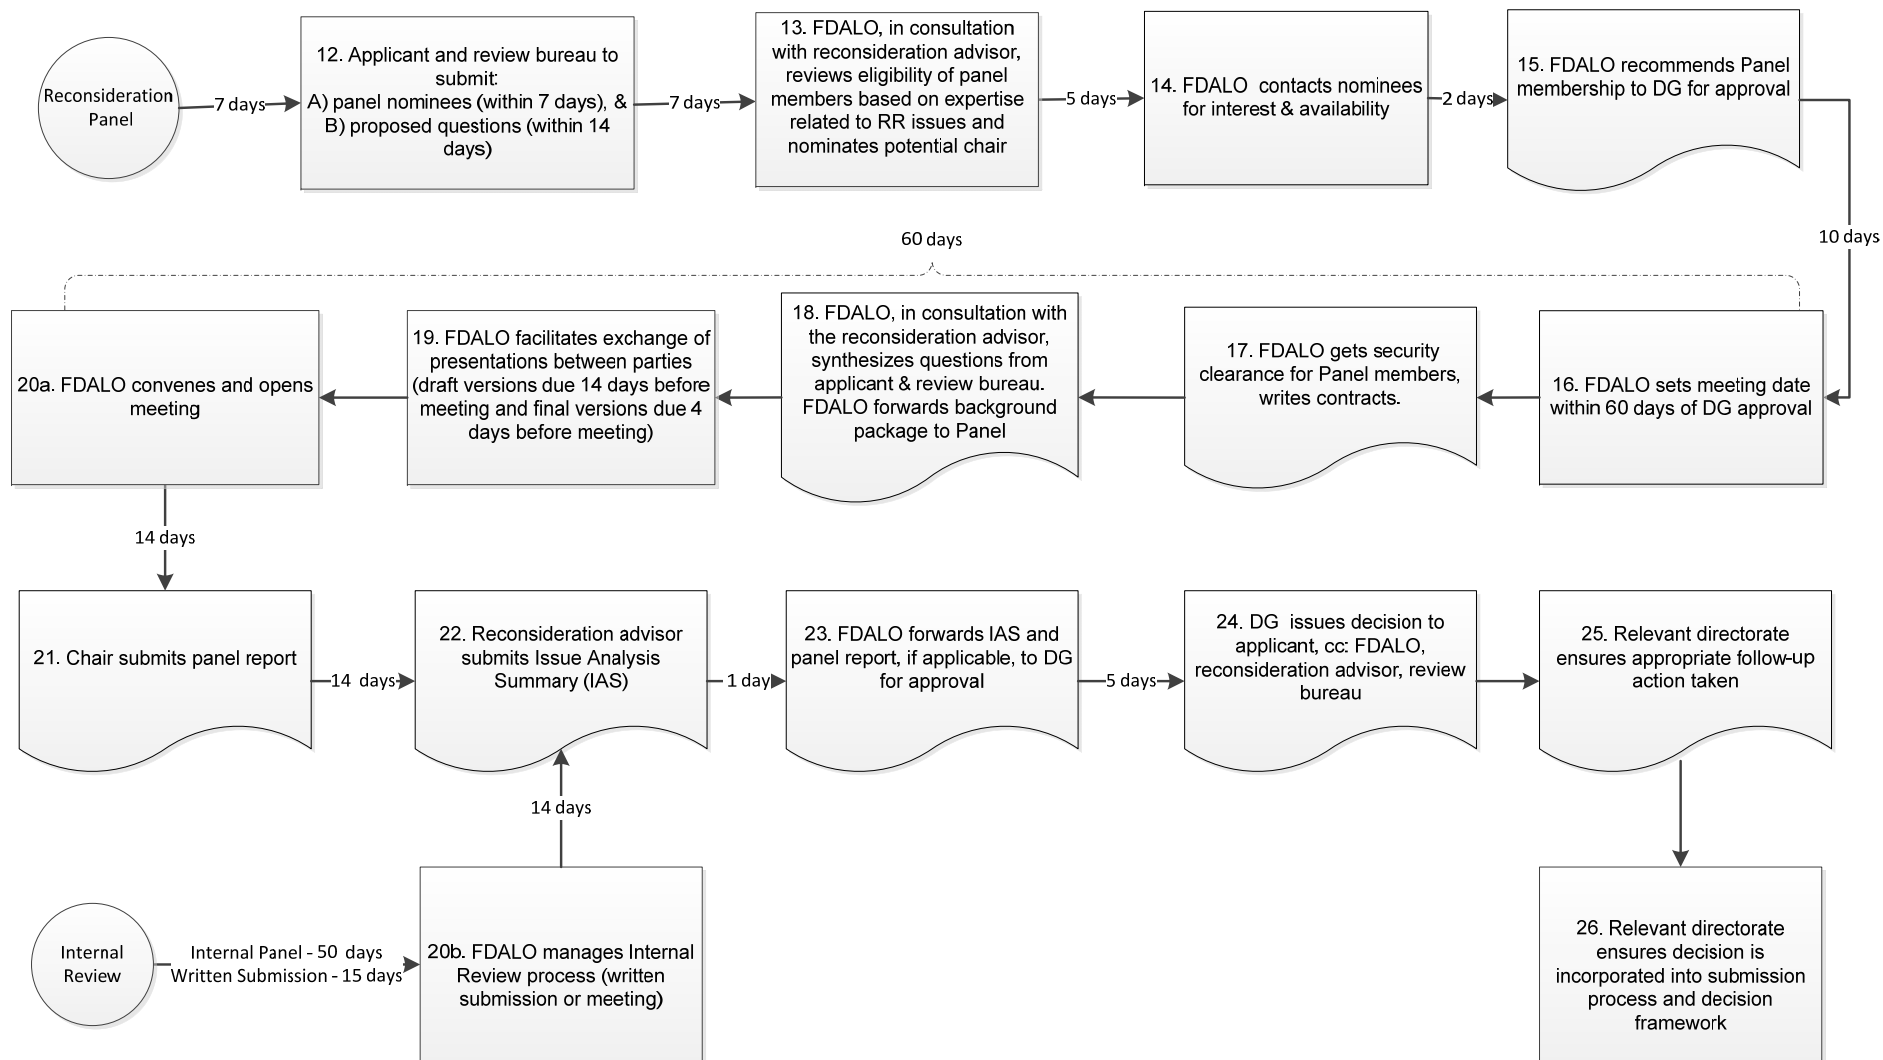 Reconsideration
Panel
7 days
12. Applicant and review bureau to
submit:
A) panel nominees (within 7 days), &
B) proposed questions (within 14
days)
7 days
13. FDALO, in consultation
with reconsideration advisor,
reviews eligibility of panel
members based on expertise
related to RR issues and
nominates potential chair
5 days
14. FDALO contacts nominees
for interest & availability
2 days
15. FDALO recommends Panel
membership to DG for approval
10 days
60 days
16. FDALO sets meeting date
within 60 days of DG approval
17. FDALO gets security
clearance for Panel members,
writes contracts.
18. FDALO, in consultation with
the reconsideration advisor,
synthesizes questions from
applicant & review bureau.
FDALO forwards background
package to Panel
19. FDALO facilitates exchange of
presentations between parties
(draft versions due 14 days before
meeting and final versions due 4
days before meeting)
20a. FDALO convenes and opens
meeting
14 days
21. Chair submits panel report
14 days
22. Reconsideration advisor
submits Issue Analysis
Summary (IAS)
1 day
23. FDALO forwards IAS and
panel report, if applicable, to DG
for approval
5 days
24. DG issues decision to
applicant, cc: FDALO,
reconsideration advisor, review
bureau
25. Relevant directorate
ensures appropriate follow-up
action taken
14 days
Internal
Review
Internal Panel - 50 days
Written Submission - 15 days
20b. FDALO manages Internal
Review process (written
submission or meeting)
26. Relevant directorate
ensures decision is
incorporated into submission
process and decision
framework